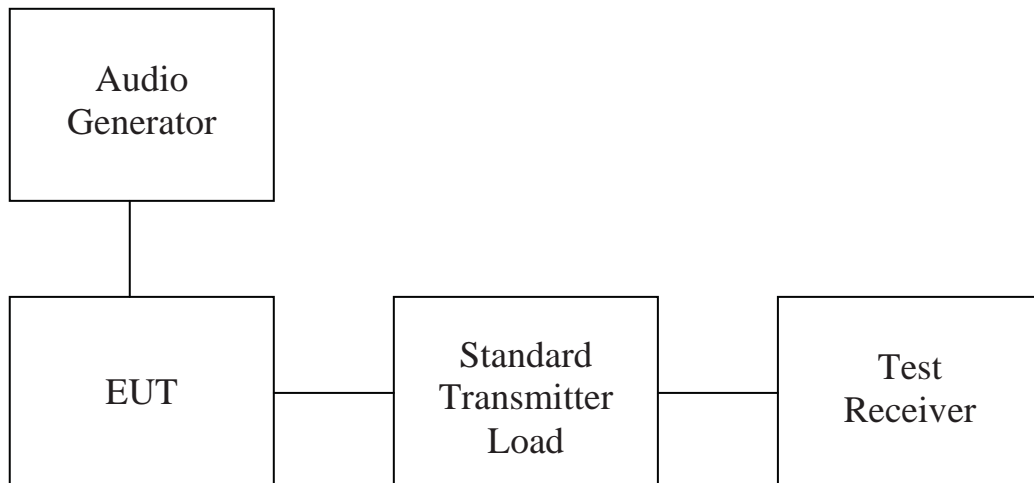 Audio
Generator
EUT
Standard
Transmitter
Load
Test
Receiver